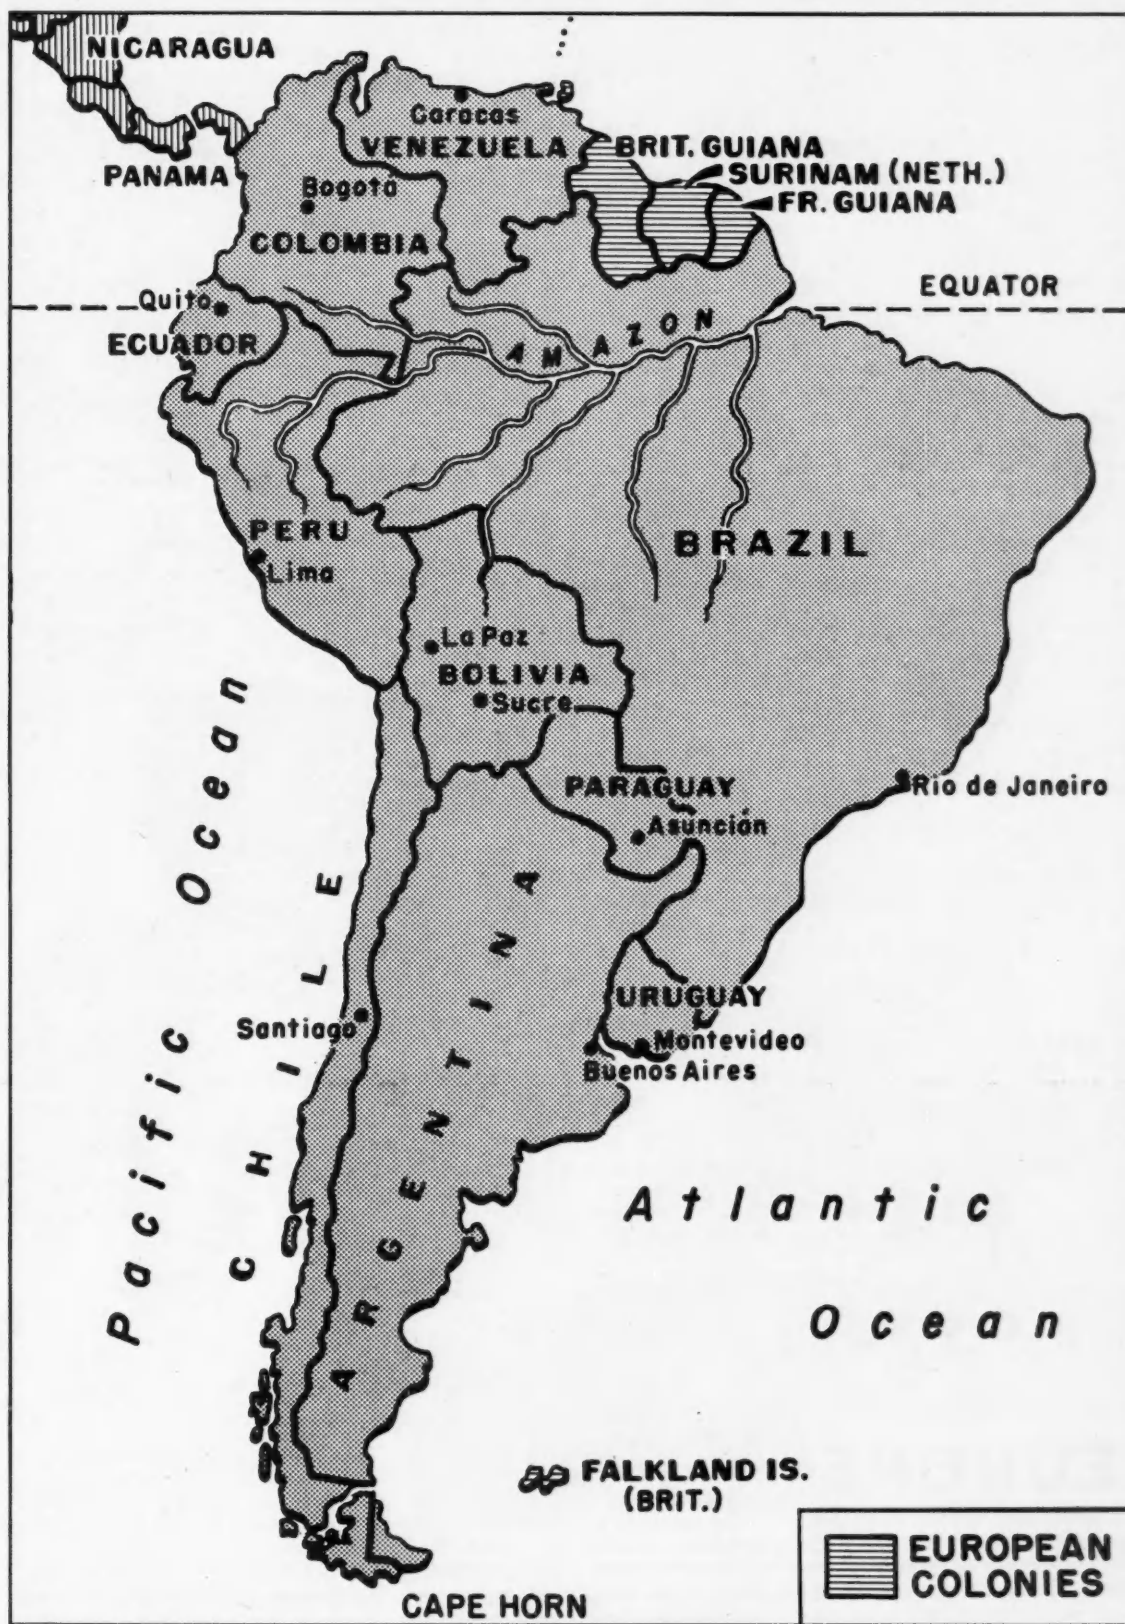 NICARAGUA
PANAMA
Caracas
VENEZUELA
BRIT. GUIANA
SURINAM (NETH.)
FR. GUIANA
Bogotá
COLOMBIA
EQUATOR
Quito
ECUADOR
AMAZON
PERU
Lima
BRAZIL
La Paz
BOLIVIA
Sucre
PARAGUAY
Asunción
Rio de Janeiro
Pacific Ocean
CHILE
ARGENTINA
Santiago
URUGUAY
Montevideo
Buenos Aires
Atlantic
Ocean
FALKLAND IS.
(BRIT.)
CAPE HORN
EUROPEAN
COLONIES